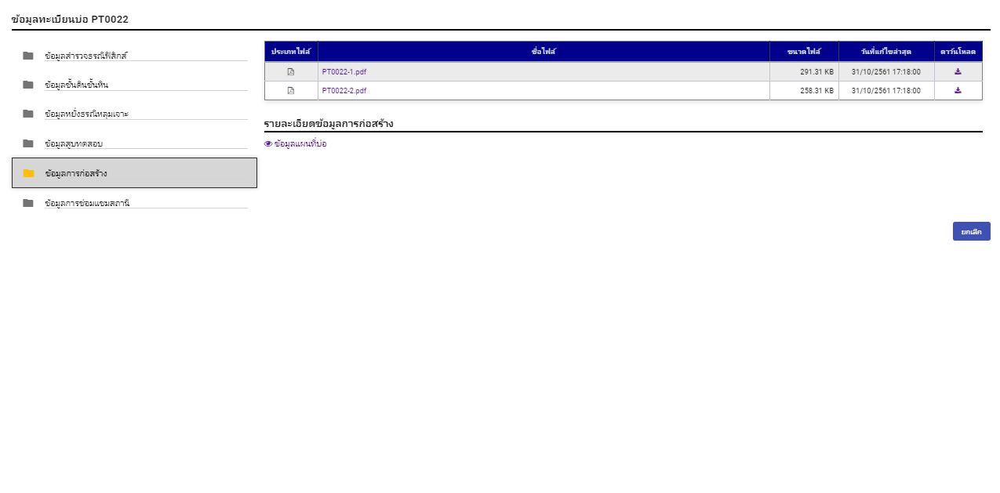 ข้อมูลทะเบียนบ่อ PT0022
ข้อมูลสำรวจธรณีฟิสิกส์
ข้อมูลชั้นดินชั้นหิน
ข้อมูลหยั่งธรณีหลุมเจาะ
ข้อมูลสูบทดสอบ
ข้อมูลการก่อสร้าง
ข้อมูลการซ่อมแซมสถานี
ประเภทไฟล์ ชื่อไฟล์ ขนาดไฟล์ วันที่แก้ไขล่าสุด ดาวน์โหลด
PT0022-1.pdf 291.31 KB 31/10/2561 17:18:00
PT0022-2.pdf 258.31 KB 31/10/2561 17:18:00
รายละเอียดข้อมูลการก่อสร้าง
ข้อมูลแผนที่บ่อ
ยกเลิก